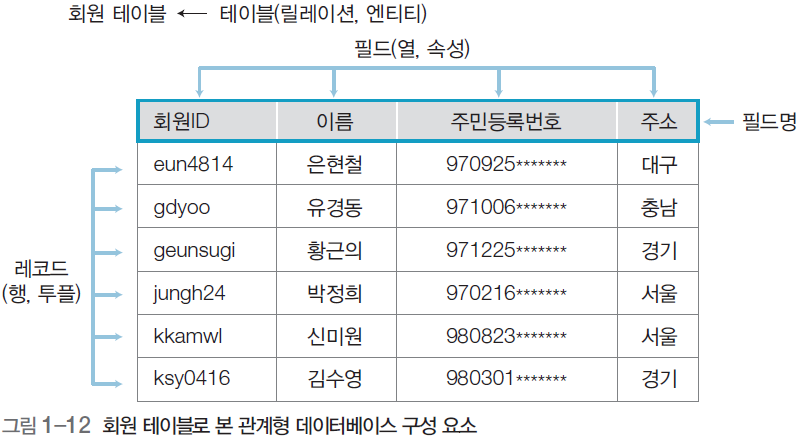 회원 테이블 ← 테이블(릴레이션, 엔티티)
필드(열, 속성)
회원ID 이름 주민등록번호 주소 필드명
eun4814 은현철 970925******* 대구
gdyoo 유경동 971006******* 충남
geunsugi 황근의 971225******* 경기
레코드
(행, 투플)
jungh24 박정희 970216******* 서울
kkamwl 신미원 980823******* 서울
ksy0416 김수영 980301******* 경기
그림 1-12 회원 테이블로 본 관계형 데이터베이스 구성 요소